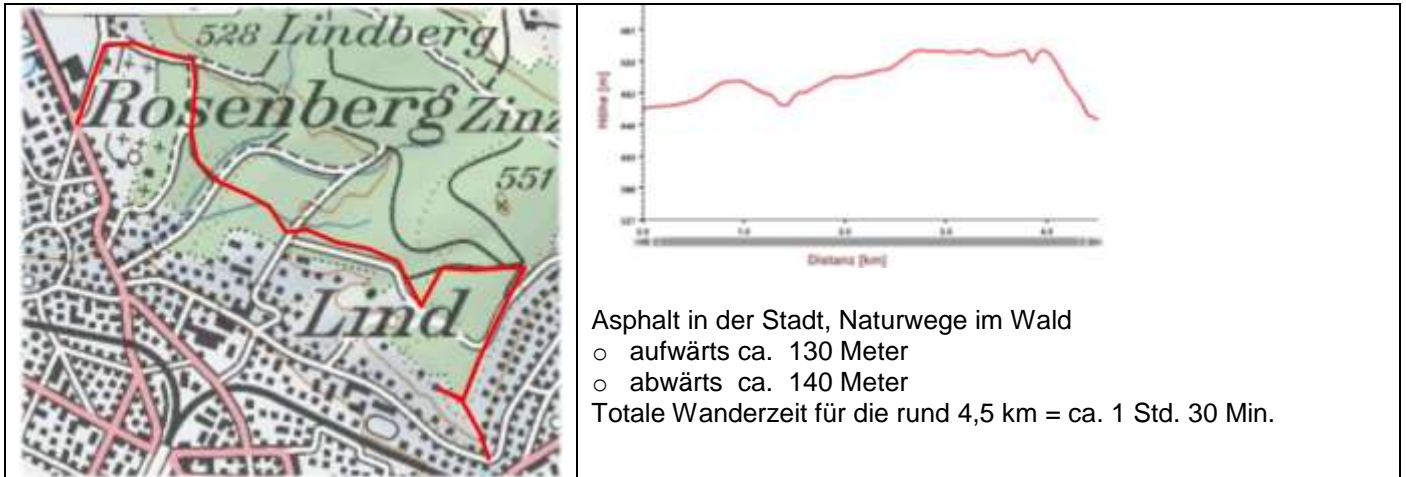 528 Lindberg
Rosenberg
Zinz
551
Lind
Höhe [m]
Distanz [km]
Asphalt in der Stadt, Naturwege im Wald
o aufwärts ca. 130 Meter
o abwärts ca. 140 Meter
Totale Wanderzeit für die rund 4,5 km = ca. 1 Std. 30 Min.